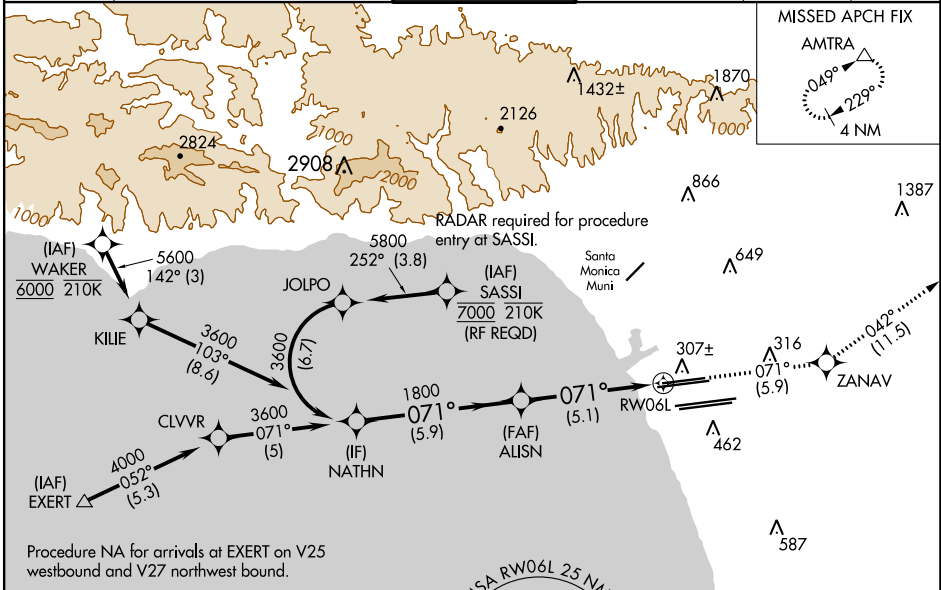 MISSED APCH FIX
AMTRA
049°
229°
4 NM
1432±
1870
1000
2126
1000
2824
2908
2000
1000
866
1387
RADAR required for procedure
entry at SASSI.
649
Santa
Monica
Muni
(IAF)
WAKER
6000 210K
5600
142° (3)
5800
252° (3.8)
(IAF)
SASSI
7000 210K
(RF REQD)
JOLPO
KILIE
3600
103°
(8.6)
3600
(6.7)
042°
(11.5)
307±
316
071°
(5.9)
ZANAV
RW06L
CLVVR
3600
071°
(5)
1800
071°
(5.9)
071°
(5.1)
(IF)
NATHN
(FAF)
ALISN
462
(IAF)
EXERT
4000
052°
(5.3)
587
Procedure NA for arrivals at EXERT on V25
westbound and V27 northwest bound.
SA RW06L 25 N